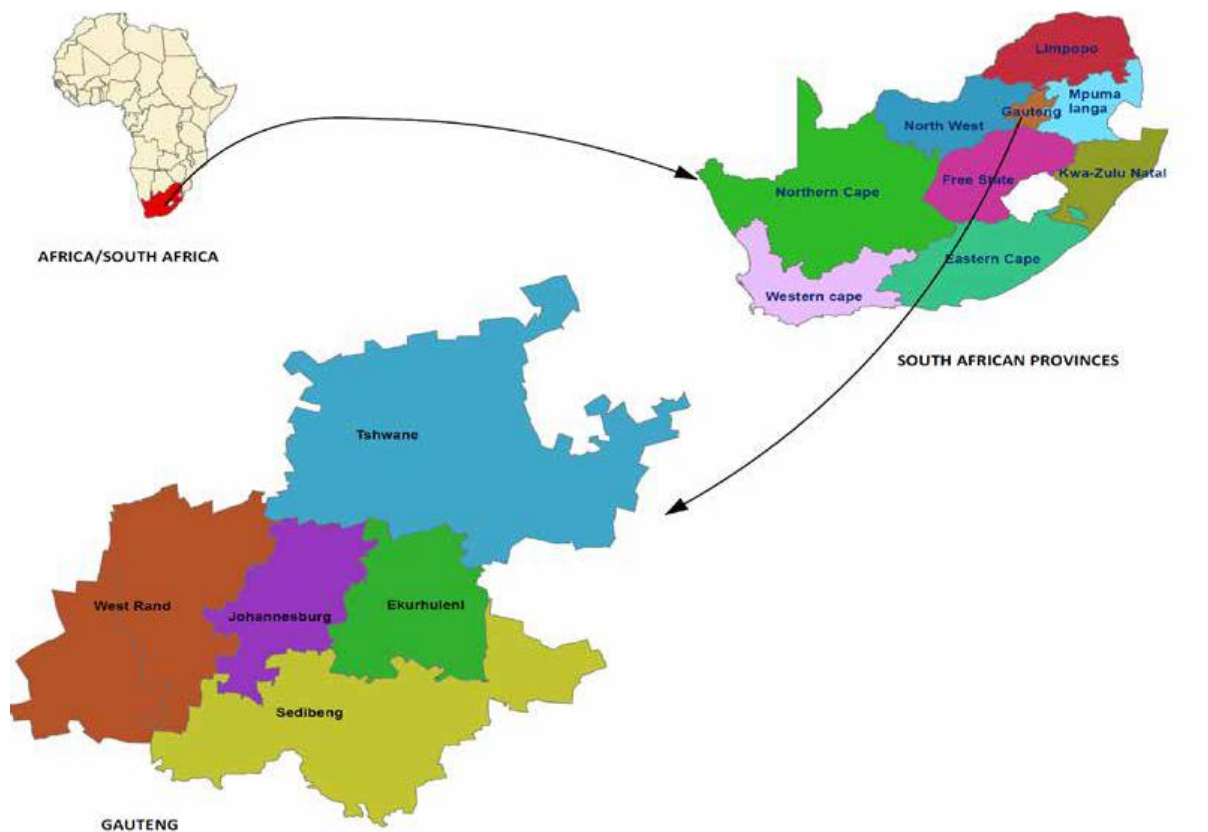 Limpopo
Mpuma
langa
Gauteng
North West
Northern Cape
Free State
Kwa-Zulu Natal
AFRICA/SOUTH AFRICA
Eastern Cape
Western cape
SOUTH AFRICAN PROVINCES
Tshwane
West Rand
Johannesburg
Ekurhuleni
Sedibeng
GAUTENG